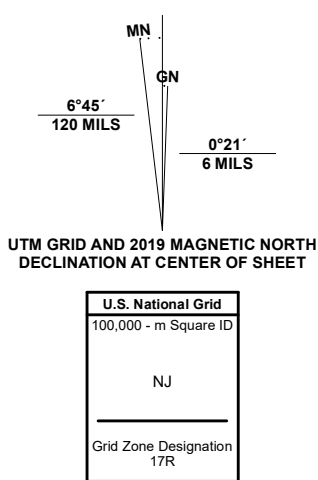 MN
GN
6°45´
120 MILS
0°21´
6 MILS
UTM GRID AND 2019 MAGNETIC NORTH
DECLINATION AT CENTER OF SHEET
U.S. National Grid
100,000 - m Square ID
NJ
Grid Zone Designation
17R